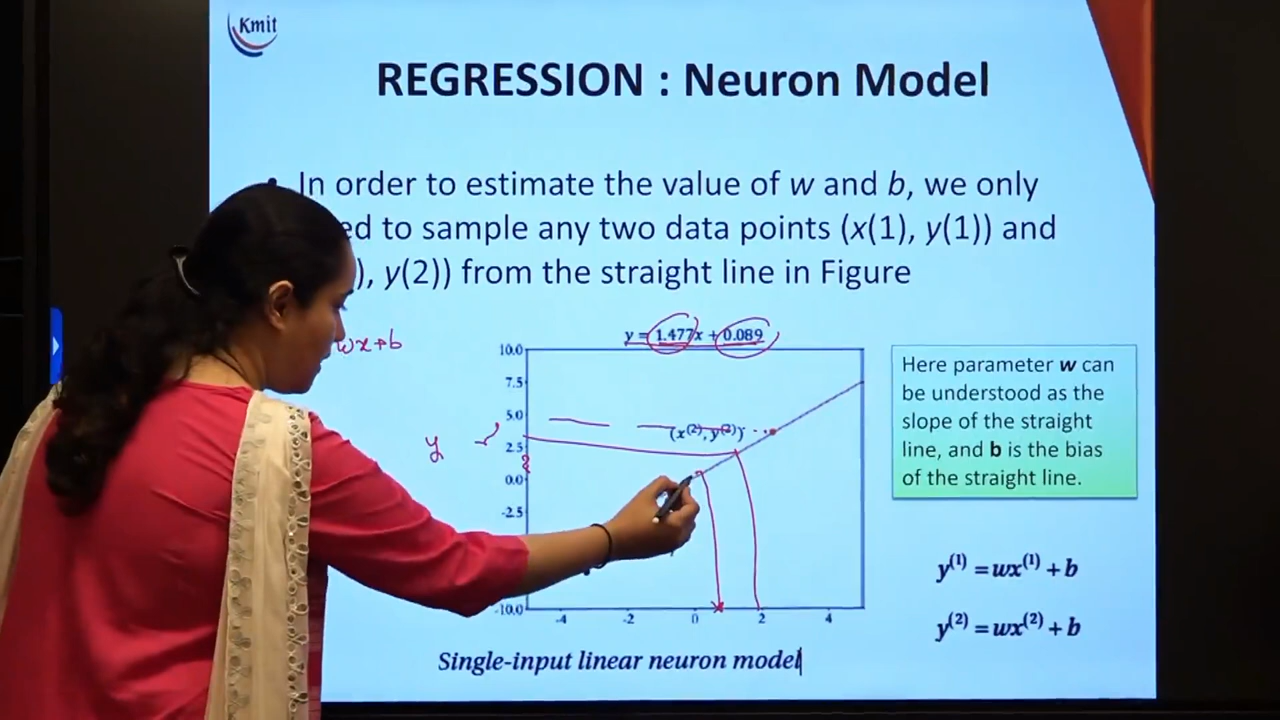 Kmit
REGRESSION : Neuron Model
In order to estimate the value of w and b, we only
ed to sample any two data points (x(1), y(1)) and
), y(2)) from the straight line in Figure
wx+b
y = 1.477x + 0.089
10.0
7.5
5.0
(x⁽²⁾, y⁽²⁾)
y
2.5
0.0
-2.5
-10.0
-4 -2 0 2 4
Here parameter w can
be understood as the
slope of the straight
line, and b is the bias
of the straight line.
y⁽¹⁾ = wx⁽¹⁾ + b
y⁽²⁾ = wx⁽²⁾ + b
Single-input linear neuron model